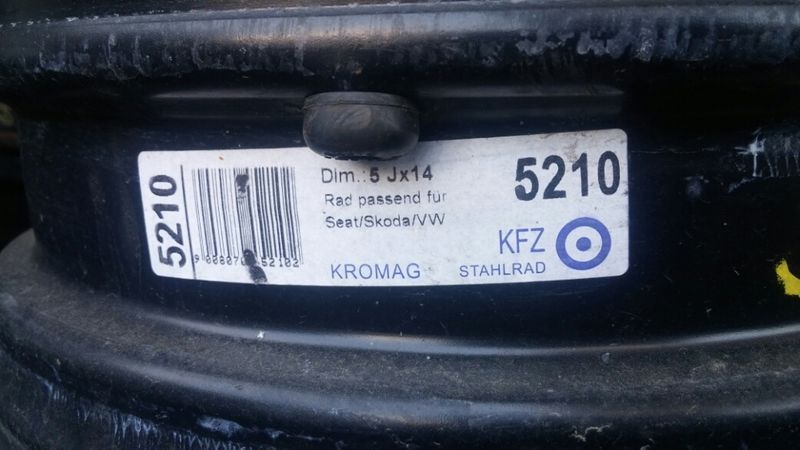 5210
Dim.:5 Jx14
Rad passend für
Seat/Skoda/VW
5210
KFZ
KROMAG
STAHLRAD